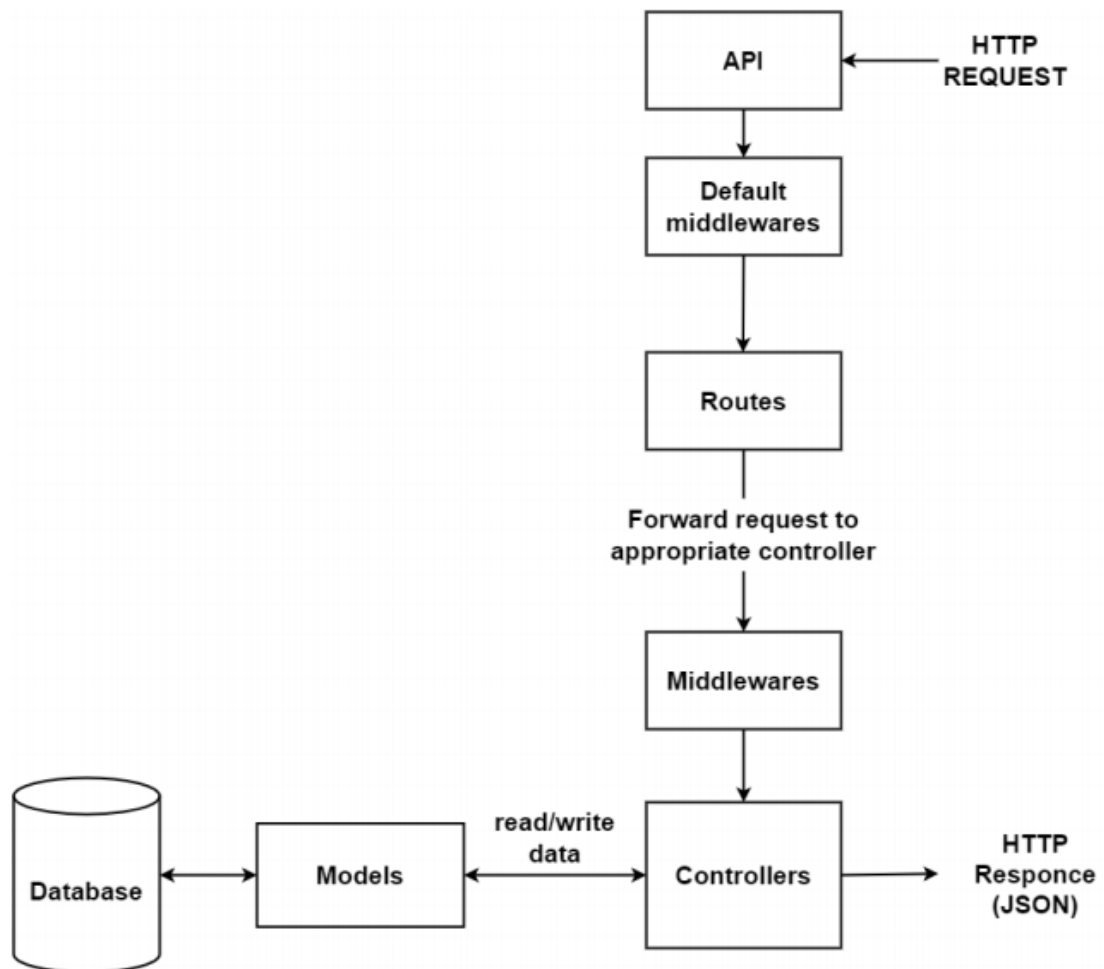 API
HTTP
REQUEST
Default
middlewares
Routes
Forward request to
appropriate controller
Middlewares
Database
Models
read/write
data
Controllers
HTTP
Responce
(JSON)